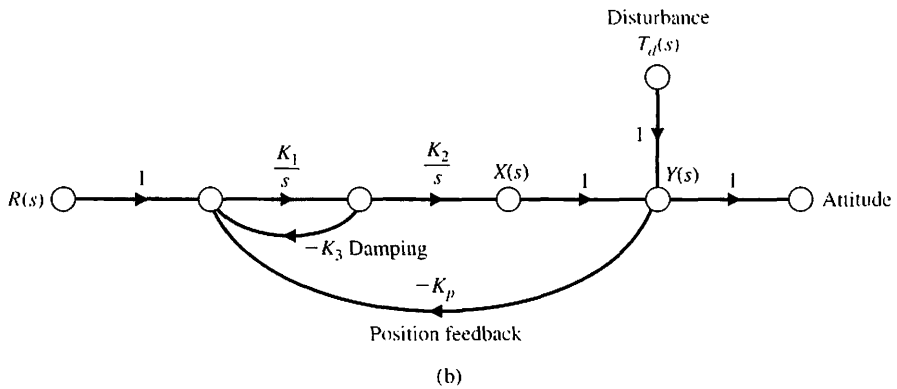 Disturbance
T_d(s)
1
K_1/s
K_2/s
X(s)
Y(s)
R(s)
1
1
1
Attitude
−K_3 Damping
−K_p
Position feedback
(b)